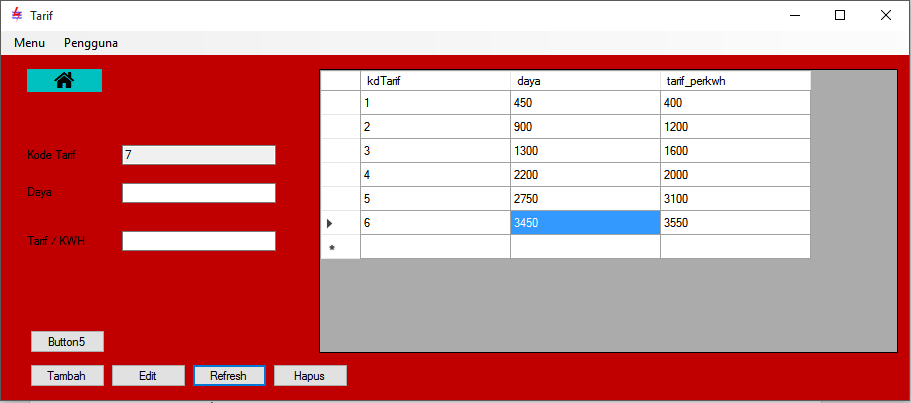 Tarif
Menu Pengguna
kdTarif daya tarif_perkwh
1 450 400
2 900 1200
3 1300 1600
4 2200 2000
5 2750 3100
6 3450 3550
*
Kode Tarif 7
Daya
Tarif / KWH
Button5
Tambah Edit Refresh Hapus